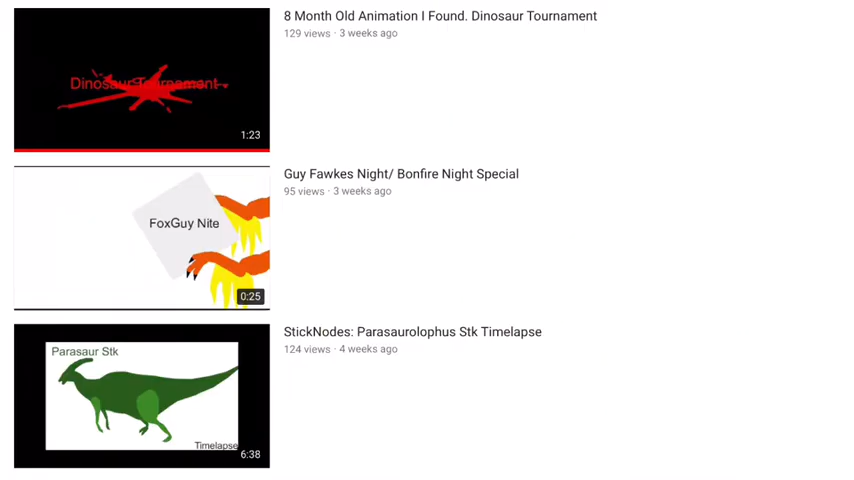 8 Month Old Animation I Found. Dinosaur Tournament
129 views · 3 weeks ago
Dinosaur Tournament
1:23
Guy Fawkes Night/ Bonfire Night Special
95 views · 3 weeks ago
FoxGuy Nite
0:25
StickNodes: Parasaurolophus Stk Timelapse
124 views · 4 weeks ago
Parasaur Stk
Timelapse
6:38